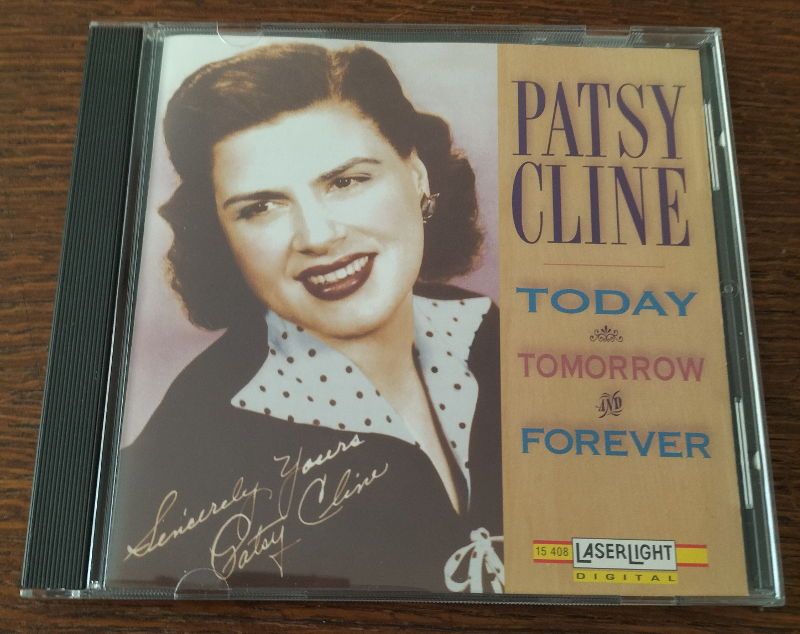 PATSY
CLINE
TODAY
TOMORROW
AND
FOREVER
Sincerely Yours
Patsy Cline
15 408 LASERLIGHT
DIGITAL